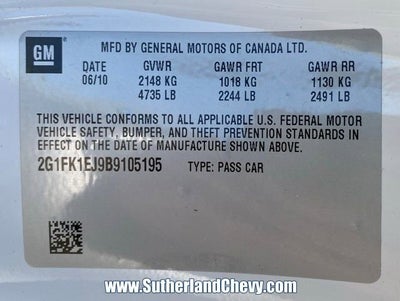 GM
MFD BY GENERAL MOTORS OF CANADA LTD.
DATE GVWR GAWR FRT GAWR RR
06/10 2148 KG 1018 KG 1130 KG
4735 LB 2244 LB 2491 LB
THIS VEHICLE CONFORMS TO ALL APPLICABLE U.S. FEDERAL MOTOR
VEHICLE SAFETY, BUMPER, AND THEFT PREVENTION STANDARDS IN
EFFECT ON THE DATE OF MANUFACTURE SHOWN ABOVE.
2G1FK1EJ9B9105195 TYPE: PASS CAR
www.SutherlandChevy.com